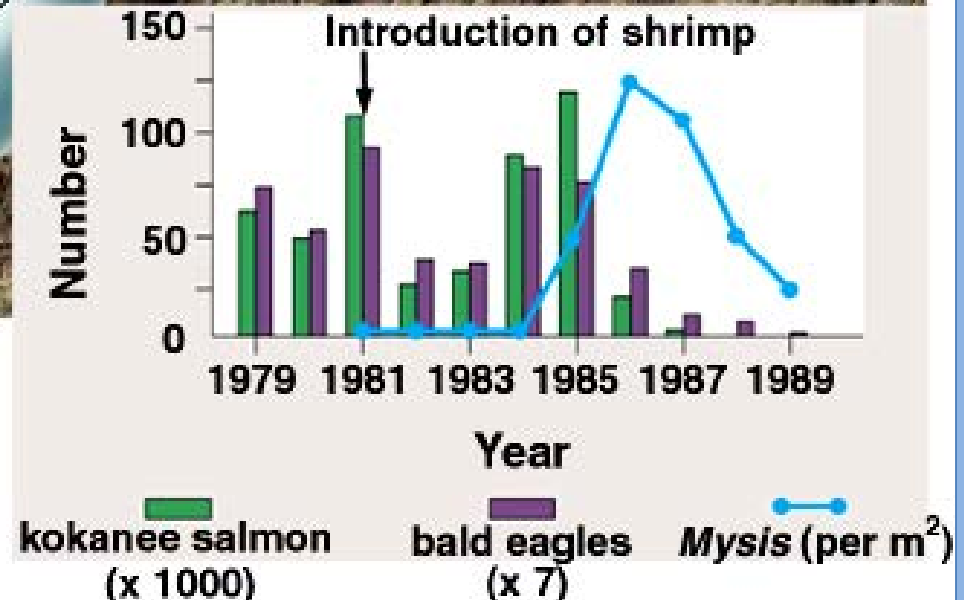 150
Introduction of shrimp
100
50
0
Number
1979 1981 1983 1985 1987 1989
Year
kokanee salmon
(x 1000)
bald eagles
(x 7)
Mysis (per m²)